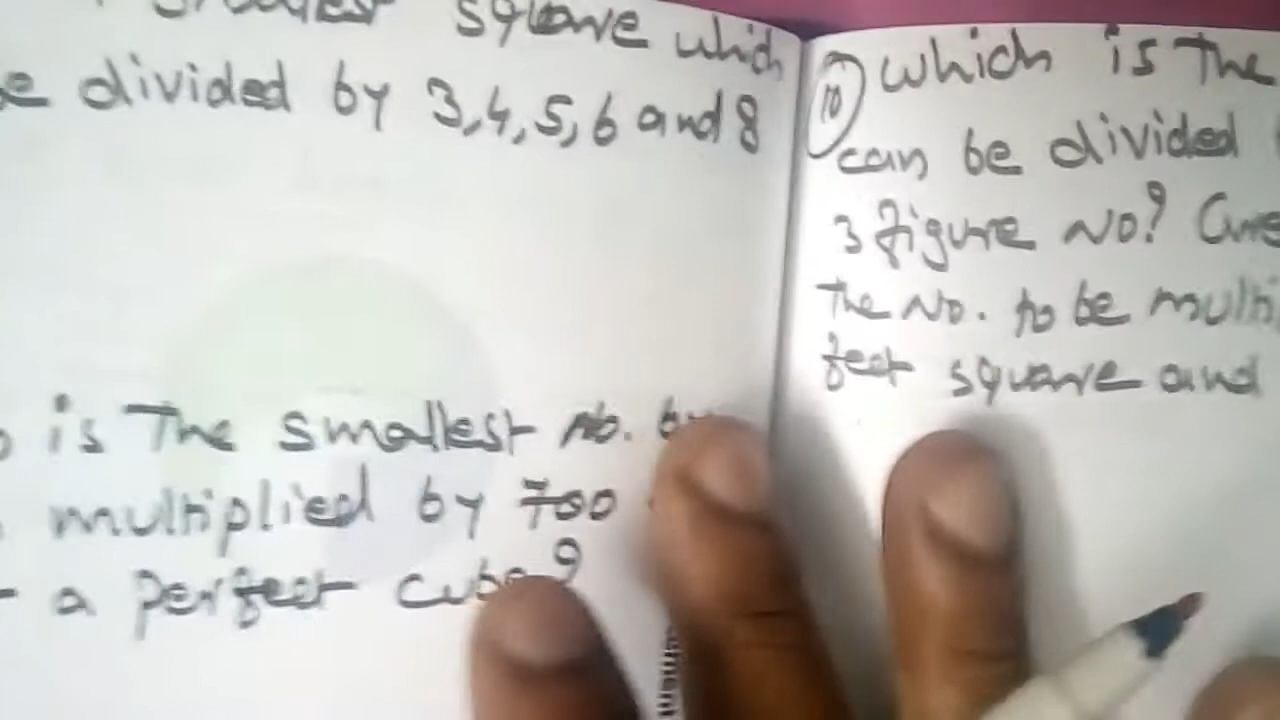 square which
divided by 3,4,5,6 and 8
is The smallest No. by
multiplied by 700
a perfect cube?
10 which is The
can be divided
3 figure No?
The No. to be multi
fect square and